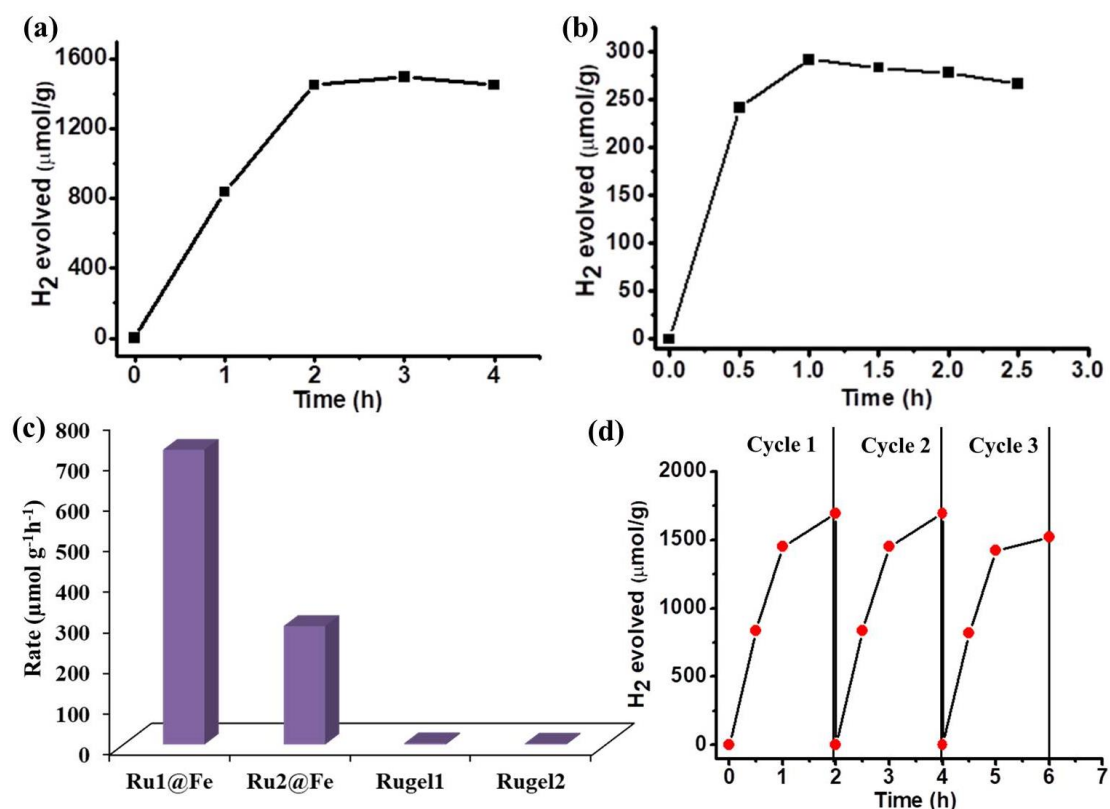 (a)
H2 evolved (μmol/g)
1600
1200
800
400
0
0 1 2 3 4
Time (h)
(b)
H2 evolved (μmol/g)
300
250
200
150
100
50
0
0.0 0.5 1.0 1.5 2.0 2.5 3.0
Time (h)
(c)
Rate (μmol g-1h-1)
800
700
600
500
400
300
200
100
0
Ru1@Fe Ru2@Fe Rugel1 Rugel2
(d)
Cycle 1 Cycle 2 Cycle 3
H2 evolved (μmol/g)
2000
1500
1000
500
0
0 1 2 3 4 5 6 7
Time (h)